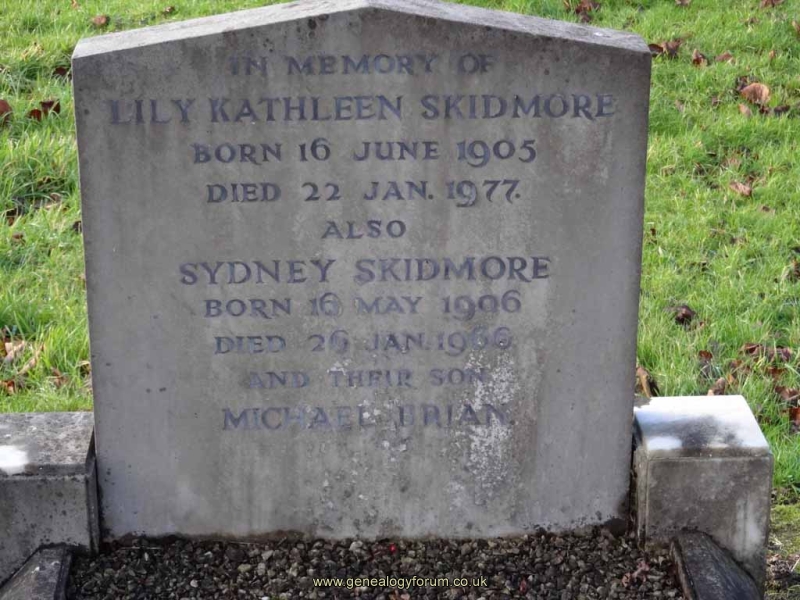 IN MEMORY OF
LILY KATHLEEN SKIDMORE
BORN 16 JUNE 1905
DIED 22 JAN. 1977.
ALSO
SYDNEY SKIDMORE
BORN 16 MAY 1906
DIED 26 JAN. 1966
AND THEIR SON
MICHAEL BRIAN.
www.genealogyforum.co.uk